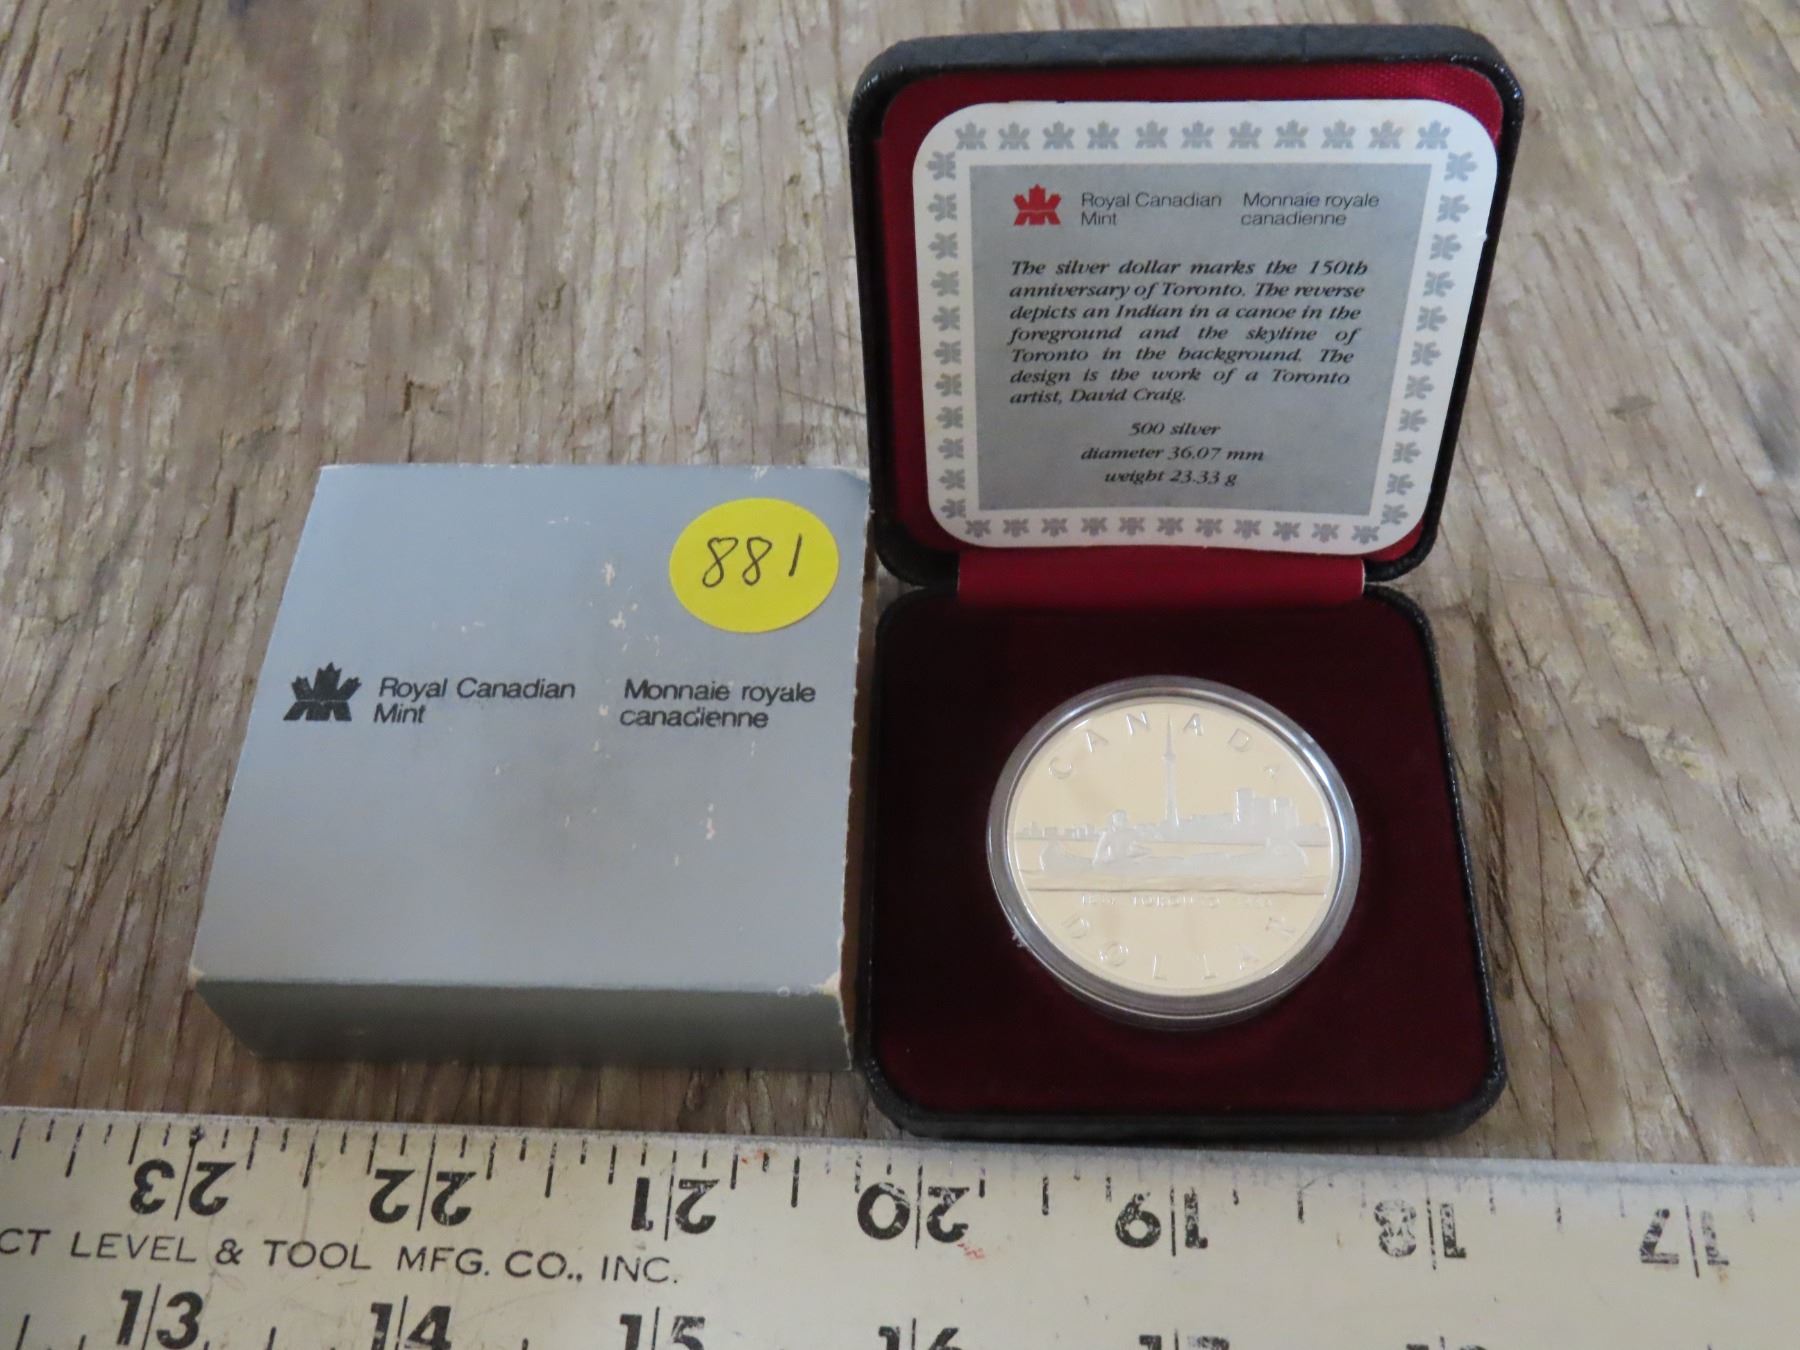 Royal Canadian Mint
Monnaie royale canadienne
The silver dollar marks the 150th
anniversary of Toronto. The reverse
depicts an Indian in a canoe in the
foreground and the skyline of
Toronto in the background. The
design is the work of a Toronto
artist, David Craig.
500 silver
diameter 36.07 mm
weight 23.33 g
881
Royal Canadian Mint
Monnaie royale canadienne
CANADA
TORONTO
DOLLAR
23 22 21 20 19 18 17
CT LEVEL & TOOL MFG. CO., INC.
13 14 15 16 17